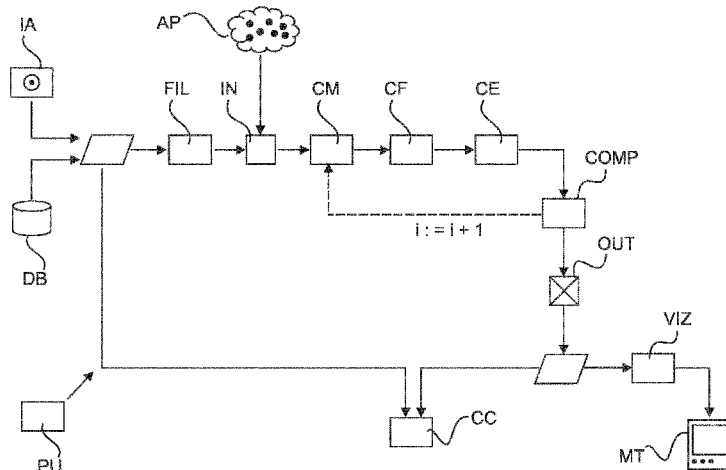 AP
IA
FIL
IN
CM
CF
CE
COMP
i : = i + 1
DB
OUT
VIZ
CC
MT
PU